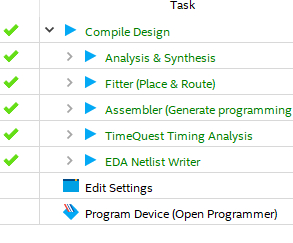 Task
Compile Design
Analysis & Synthesis
Fitter (Place & Route)
Assembler (Generate programming
TimeQuest Timing Analysis
EDA Netlist Writer
Edit Settings
Program Device (Open Programmer)